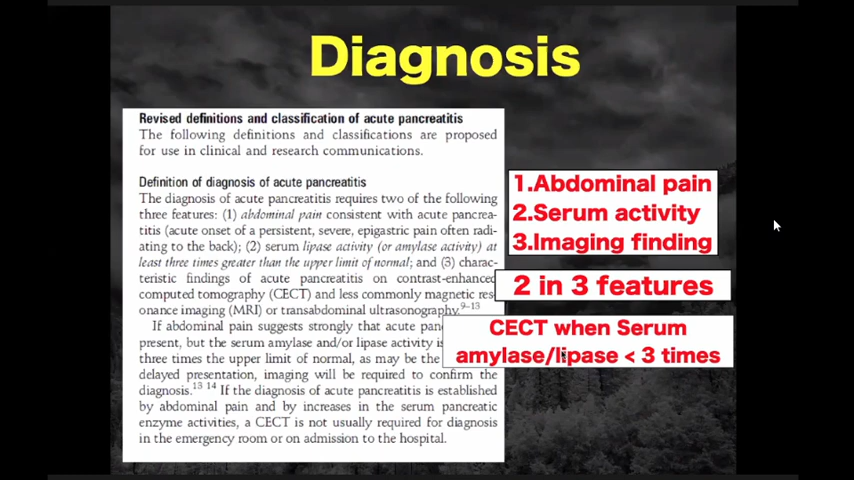 Diagnosis
Revised definitions and classification of acute pancreatitis
The following definitions and classifications are proposed
for use in clinical and research communications.
Definition of diagnosis of acute pancreatitis
The diagnosis of acute pancreatitis requires two of the following
three features: (1) abdominal pain consistent with acute pancrea-
titis (acute onset of a persistent, severe, epigastric pain often radi-
ating to the back); (2) serum lipase activity (or amylase activity) at
least three times greater than the upper limit of normal; and (3) charac-
teristic findings of acute pancreatitis on contrast-enhanced
computed tomography (CECT) and less commonly magnetic res-
onance imaging (MRI) or transabdominal ultrasonography.9–13
If abdominal pain suggests strongly that acute pan
present, but the serum amylase and/or lipase activity is
three times the upper limit of normal, as may be the
delayed presentation, imaging will be required to confirm the
diagnosis.13 14 If the diagnosis of acute pancreatitis is established
by abdominal pain and by increases in the serum pancreatic
enzyme activities, a CECT is not usually required for diagnosis
in the emergency room or on admission to the hospital.
1.Abdominal pain
2.Serum activity
3.Imaging finding
2 in 3 features
CECT when Serum
amylase/lipase < 3 times